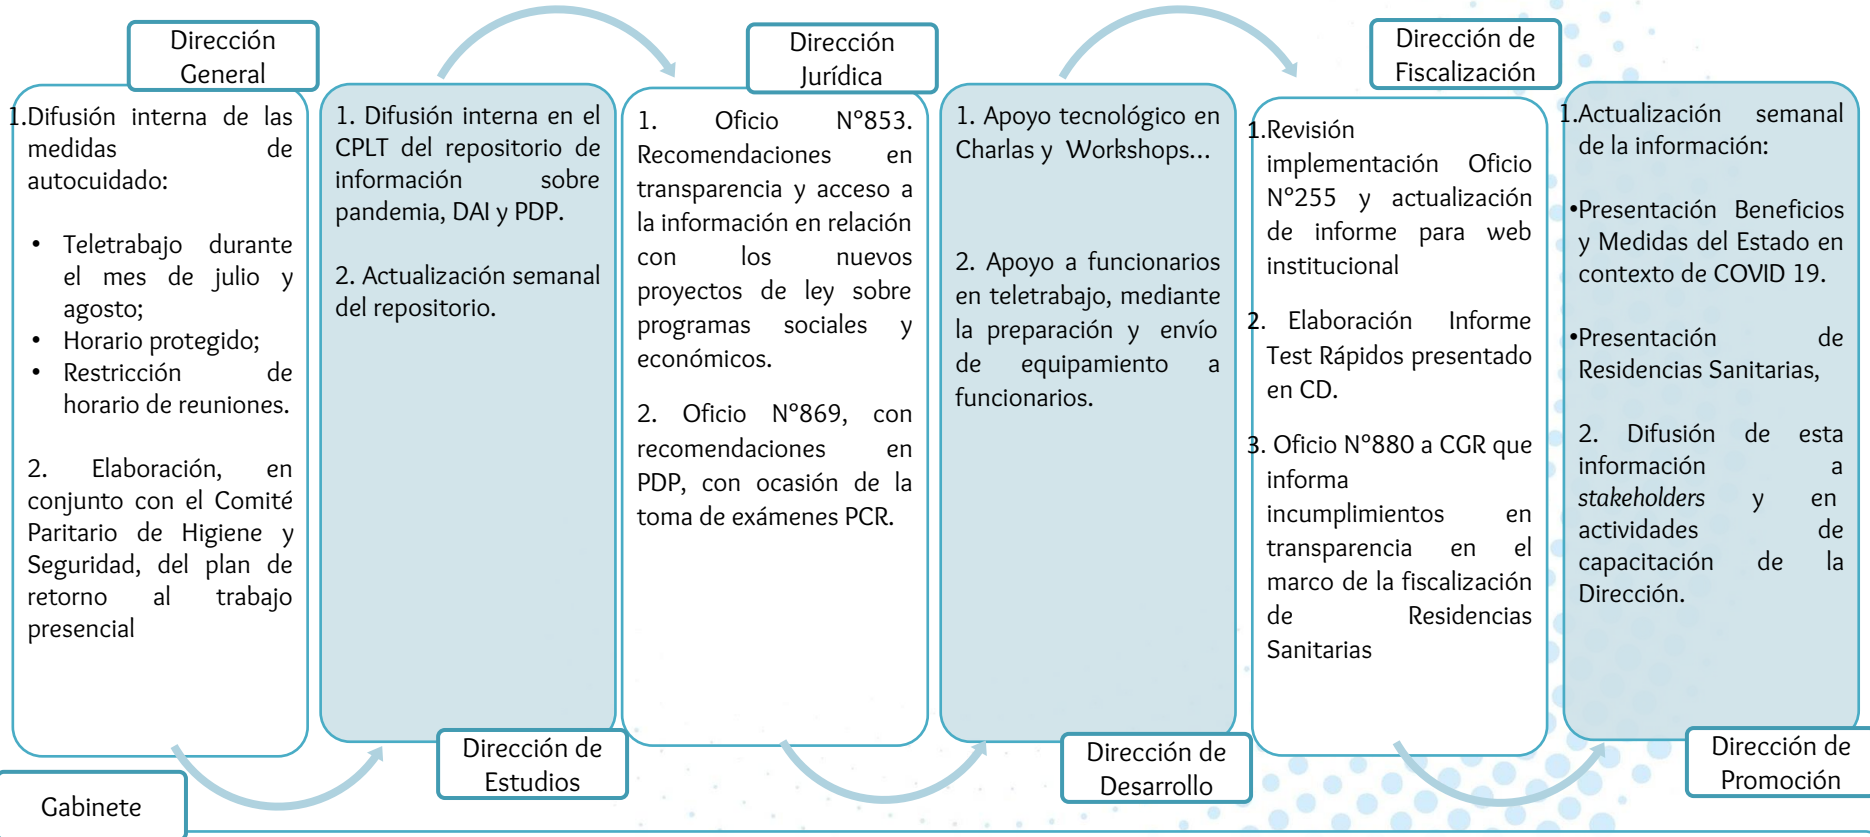 Dirección
General
1.Difusión interna de las
medidas de
autocuidado:
• Teletrabajo durante
el mes de julio y
agosto;
• Horario protegido;
• Restricción de
horario de reuniones.
2. Elaboración, en
conjunto con el Comité
Paritario de Higiene y
Seguridad, del plan de
retorno al trabajo
presencial
1. Difusión interna en el
CPLT del repositorio de
información sobre
pandemia, DAI y PDP.
2. Actualización semanal
del repositorio.
Dirección de
Estudios
Dirección
Jurídica
1. Oficio N°853.
Recomendaciones en
transparencia y acceso a
la información en relación
con los nuevos
proyectos de ley sobre
programas sociales y
económicos.
2. Oficio N°869, con
recomendaciones en
PDP, con ocasión de la
toma de exámenes PCR.
1. Apoyo tecnológico en
Charlas y Workshops...
2. Apoyo a funcionarios
en teletrabajo, mediante
la preparación y envío
de equipamiento a
funcionarios.
Dirección de
Desarrollo
Dirección de
Fiscalización
1.Revisión
implementación Oficio
N°255 y actualización
de informe para web
institucional
2. Elaboración Informe
Test Rápidos presentado
en CD.
3. Oficio N°880 a CGR que
informa
incumplimientos en
transparencia en el
marco de la fiscalización
de Residencias
Sanitarias
1.Actualización semanal
de la información:
•Presentación Beneficios
y Medidas del Estado en
contexto de COVID 19.
•Presentación de
Residencias Sanitarias,
2. Difusión de esta
información a
stakeholders y en
actividades de
capacitación de la
Dirección.
Dirección de
Promoción
Gabinete